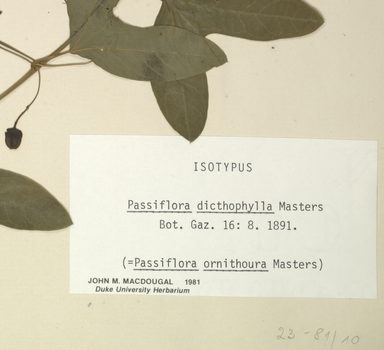 ISOTYPUS
Passiflora dicthophylla Masters
Bot. Gaz. 16: 8. 1891.
(=Passiflora ornithoura Masters)
JOHN M. MACDOUGAL 1981
Duke University Herbarium
23-81/10